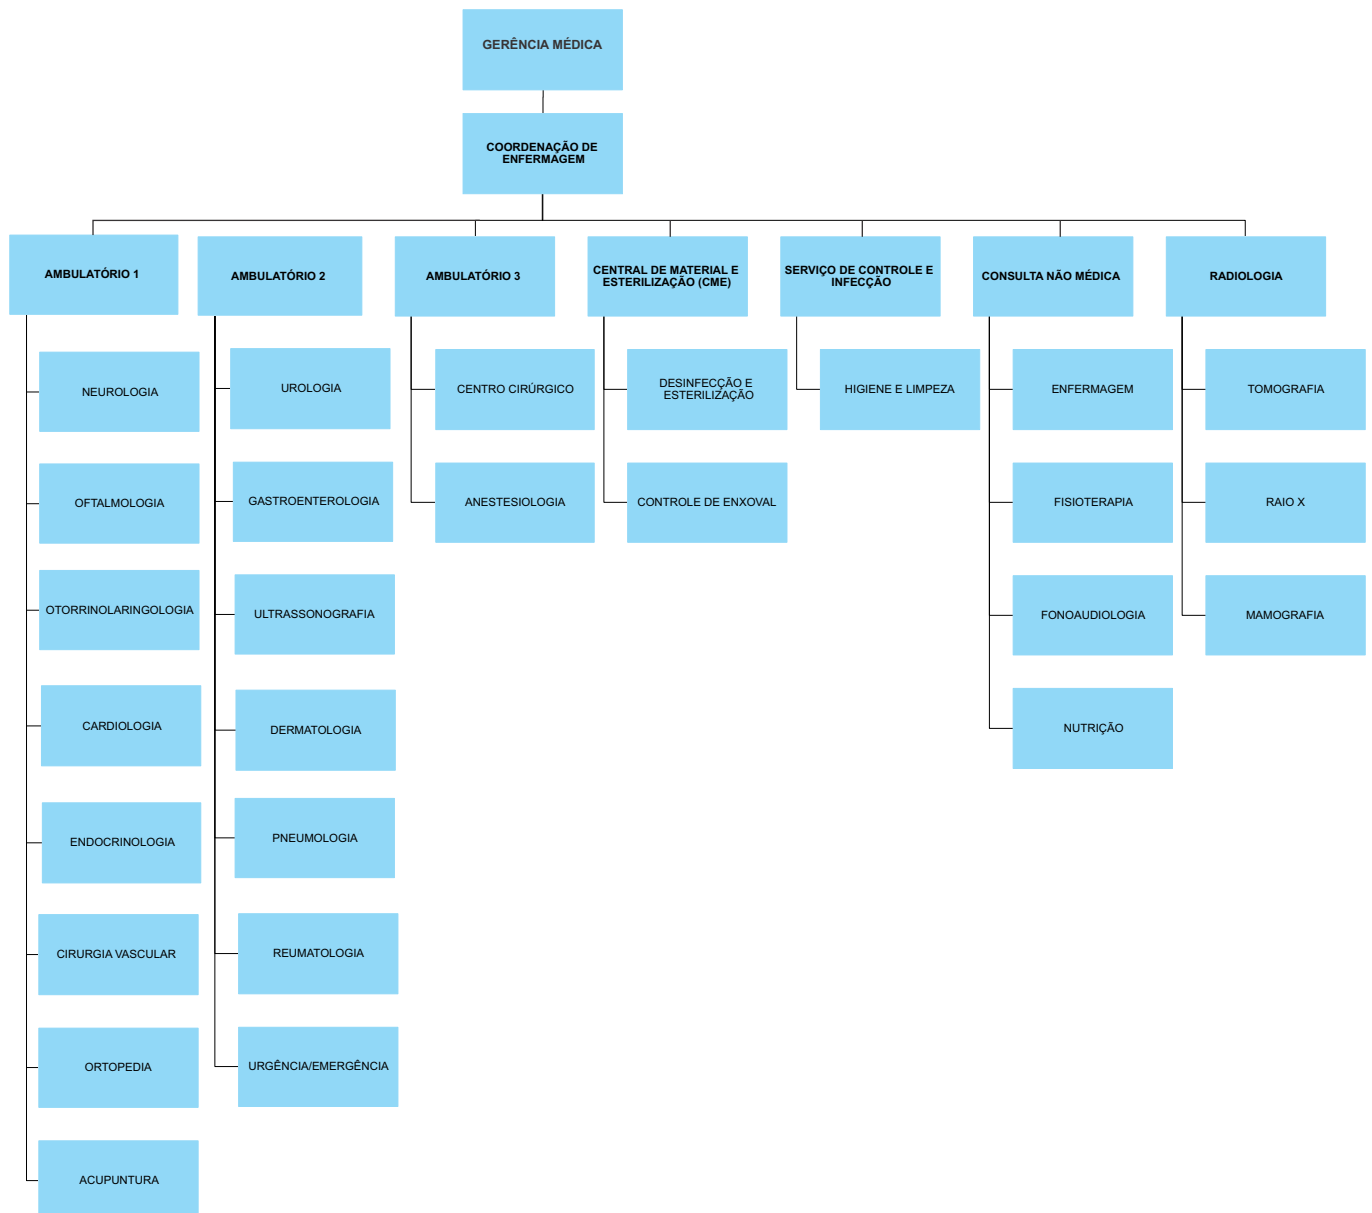 GERÊNCIA MÉDICA
COORDENAÇÃO DE
ENFERMAGEM
AMBULATÓRIO 1
AMBULATÓRIO 2
AMBULATÓRIO 3
CENTRAL DE MATERIAL E
ESTERILIZAÇÃO (CME)
SERVIÇO DE CONTROLE E
INFECÇÃO
CONSULTA NÃO MÉDICA
RADIOLOGIA
NEUROLOGIA
OFTALMOLOGIA
OTORRINOLARINGOLOGIA
CARDIOLOGIA
ENDOCRINOLOGIA
CIRURGIA VASCULAR
ORTOPEDIA
ACUPUNTURA
UROLOGIA
GASTROENTEROLOGIA
ULTRASSONOGRAFIA
DERMATOLOGIA
PNEUMOLOGIA
REUMATOLOGIA
URGÊNCIA/EMERGÊNCIA
CENTRO CIRÚRGICO
ANESTESIOLOGIA
DESINFECÇÃO E
ESTERILIZAÇÃO
CONTROLE DE ENXOVAL
HIGIENE E LIMPEZA
ENFERMAGEM
FISIOTERAPIA
FONOAUDIOLOGIA
NUTRIÇÃO
TOMOGRAFIA
RAIO X
MAMOGRAFIA